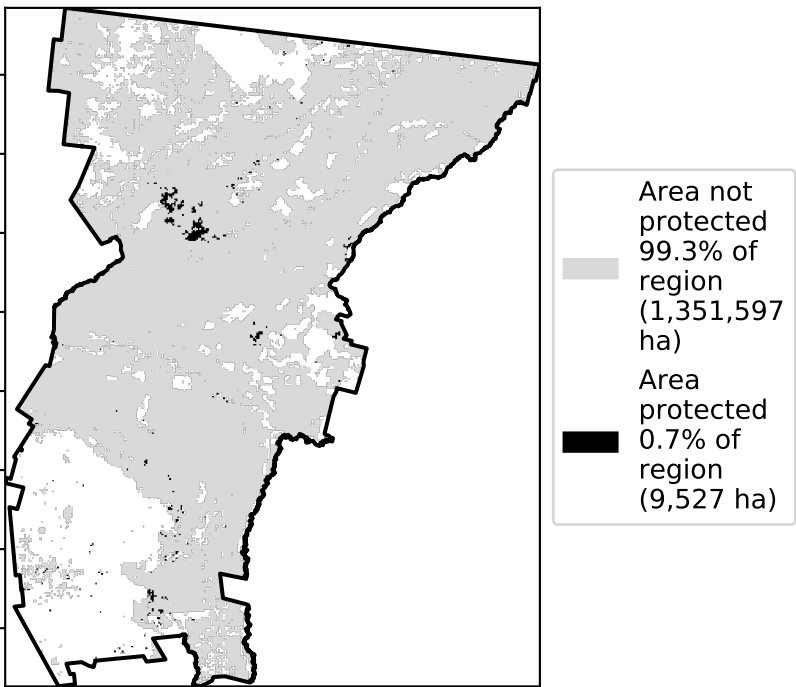 Area not
protected
99.3% of
region
(1,351,597
ha)
Area
protected
0.7% of
region
(9,527 ha)